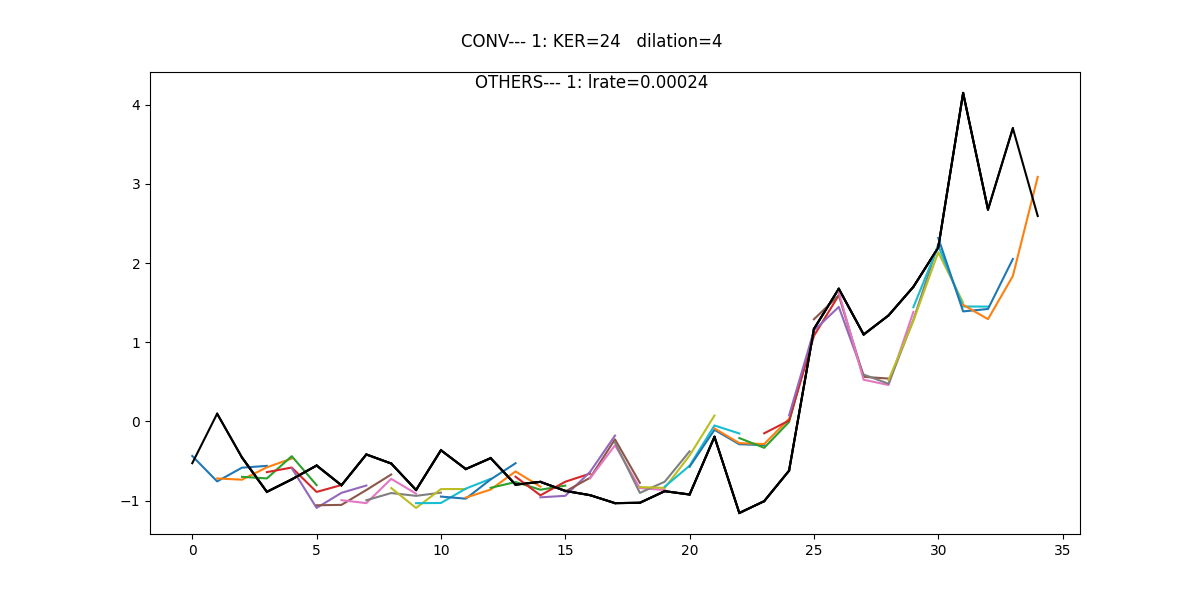 CONV--- 1: KER=24   dilation=4
OTHERS--- 1: lrate=0.00024
4
3
2
1
0
−1
0 5 10 15 20 25 30 35